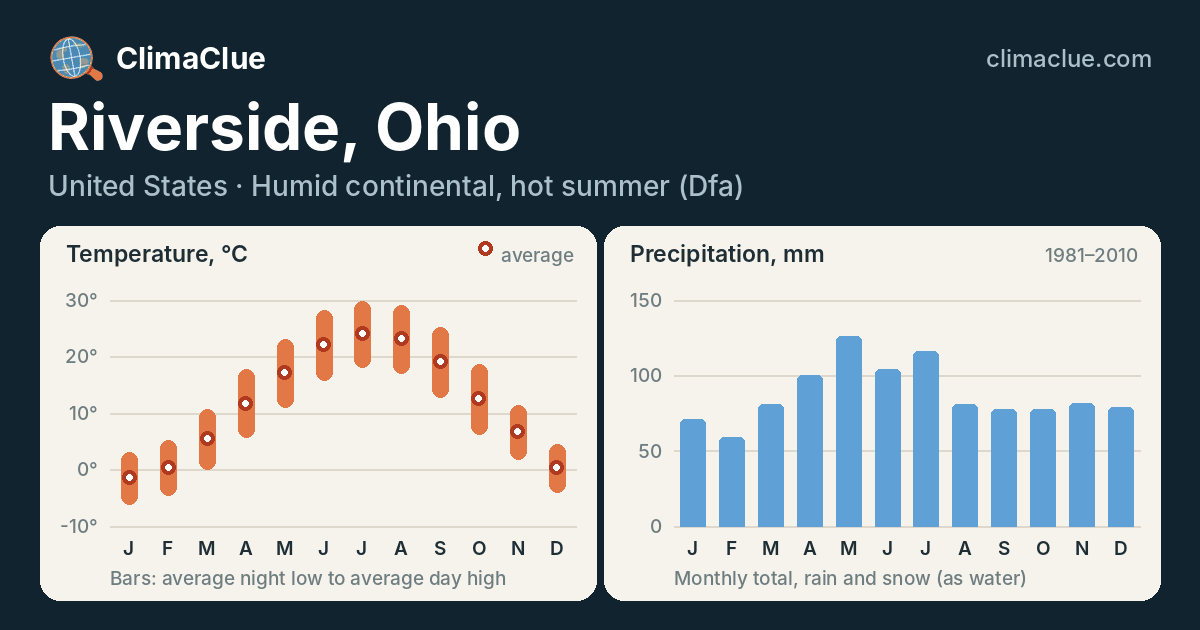 ClimaClue
climaclue.com
Riverside, Ohio
United States · Humid continental, hot summer (Dfa)
Temperature, °C
average
30°
20°
10°
0°
-10°
J F M A M J J A S O N D
Bars: average night low to average day high
Precipitation, mm
1981–2010
150
100
50
0
J F M A M J J A S O N D
Monthly total, rain and snow (as water)